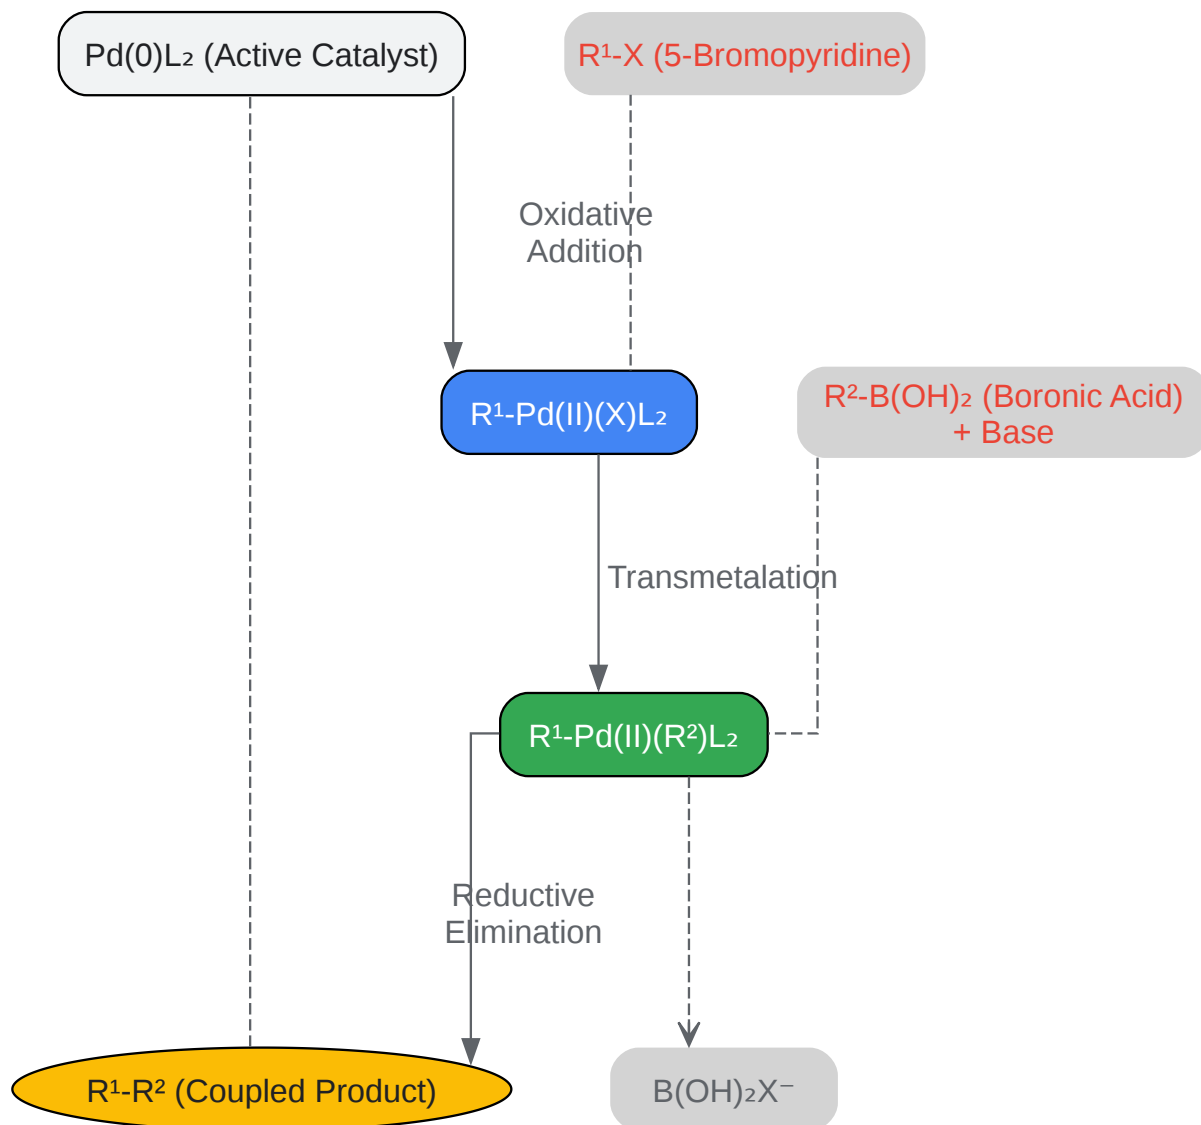 Pd(0)L₂ (Active Catalyst)
R¹-X (5-Bromopyridine)
Oxidative
Addition
R¹-Pd(II)(X)L₂
R²-B(OH)₂ (Boronic Acid)
+ Base
Transmetalation
R¹-Pd(II)(R²)L₂
Reductive
Elimination
R¹-R² (Coupled Product)
B(OH)₂X⁻